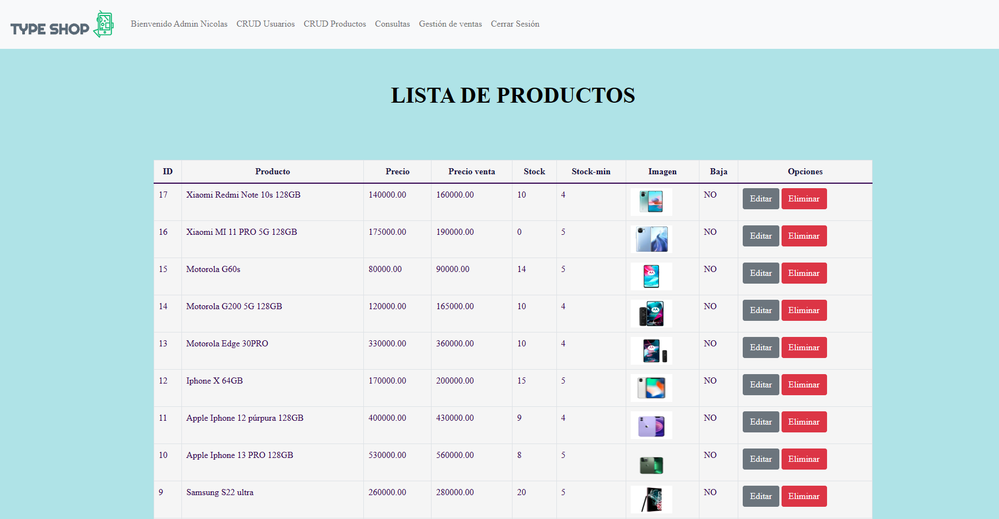 TYPE SHOP
Bienvenido Admin Nicolas CRUD Usuarios CRUD Productos Consultas Gestión de ventas Cerrar Sesión
LISTA DE PRODUCTOS
ID Producto Precio Precio venta Stock Stock-min Imagen Baja Opciones
17 Xiaomi Redmi Note 10s 128GB 140000.00 160000.00 10 4 NO Editar Eliminar
16 Xiaomi MI 11 PRO 5G 128GB 175000.00 190000.00 0 5 NO Editar Eliminar
15 Motorola G60s 80000.00 90000.00 14 5 NO Editar Eliminar
14 Motorola G200 5G 128GB 120000.00 165000.00 10 4 NO Editar Eliminar
13 Motorola Edge 30PRO 330000.00 360000.00 10 4 NO Editar Eliminar
12 Iphone X 64GB 170000.00 200000.00 15 5 NO Editar Eliminar
11 Apple Iphone 12 púrpura 128GB 400000.00 430000.00 9 4 NO Editar Eliminar
10 Apple Iphone 13 PRO 128GB 530000.00 560000.00 8 5 NO Editar Eliminar
9 Samsung S22 ultra 260000.00 280000.00 20 5 S22 Ultra NO Editar Eliminar